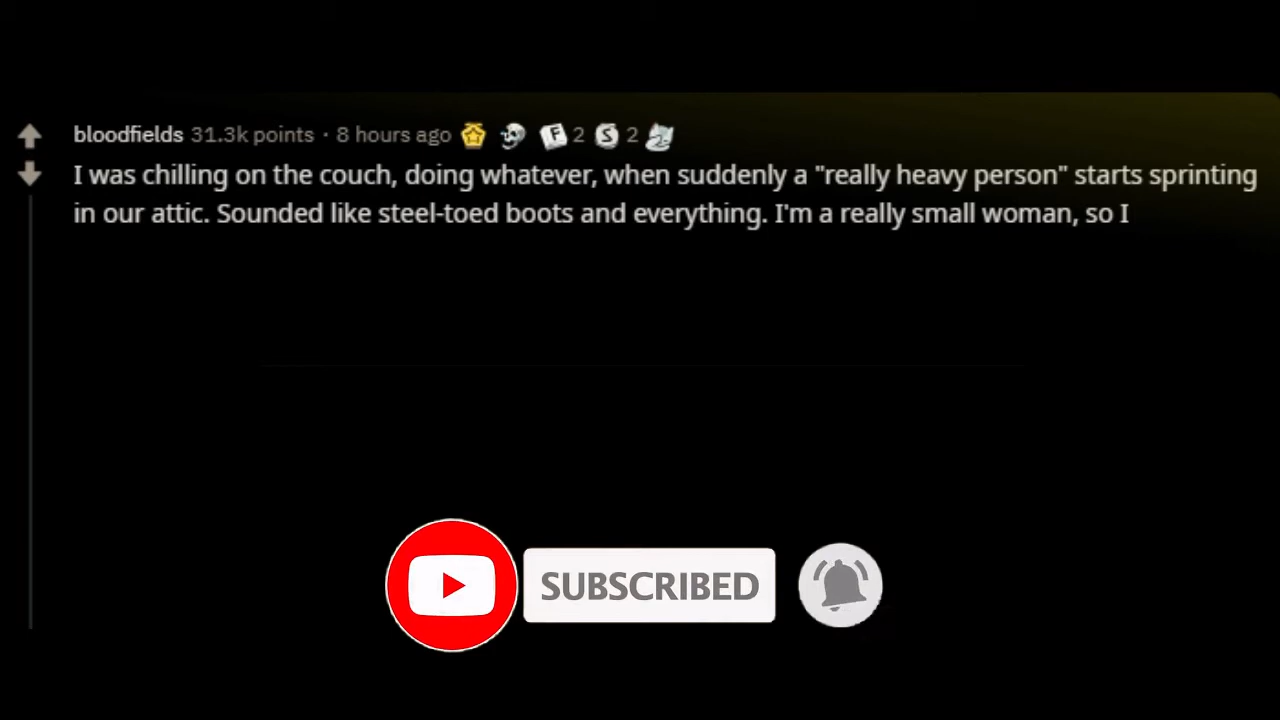 bloodfields 31.3k points · 8 hours ago F 2 S 2
I was chilling on the couch, doing whatever, when suddenly a "really heavy person" starts sprinting
in our attic. Sounded like steel-toed boots and everything. I'm a really small woman, so I
SUBSCRIBED